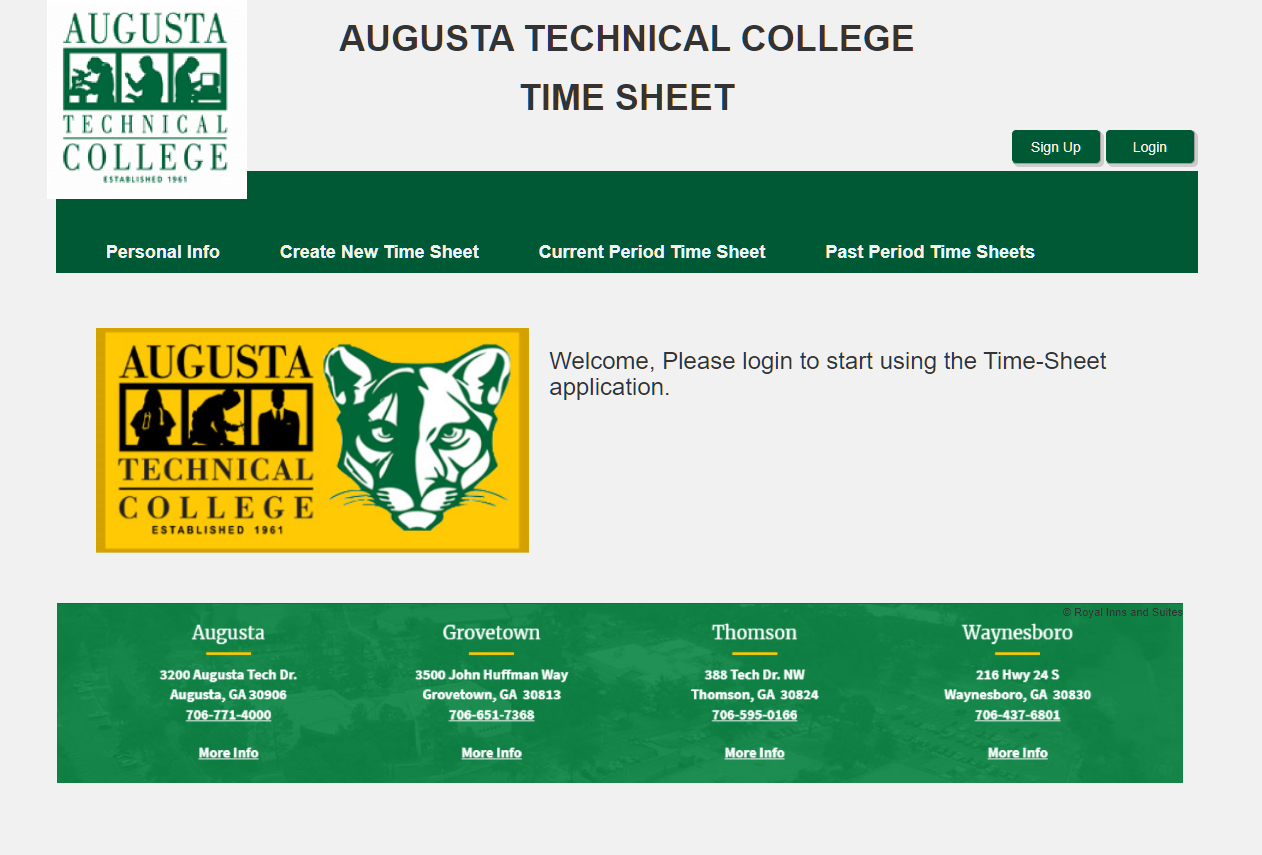 AUGUSTA
TECHNICAL
COLLEGE
ESTABLISHED 1961
AUGUSTA TECHNICAL COLLEGE
TIME SHEET
Sign Up
Login
Personal Info
Create New Time Sheet
Current Period Time Sheet
Past Period Time Sheets
AUGUSTA
TECHNICAL
COLLEGE
ESTABLISHED 1961
Welcome, Please login to start using the Time-Sheet
application.
© Royal Inns and Suites
Augusta
3200 Augusta Tech Dr.
Augusta, GA 30906
706-771-4000
More Info
Grovetown
3500 John Huffman Way
Grovetown, GA 30813
706-651-7368
More Info
Thomson
388 Tech Dr. NW
Thomson, GA 30824
706-595-0166
More Info
Waynesboro
216 Hwy 24 S
Waynesboro, GA 30830
706-437-6801
More Info